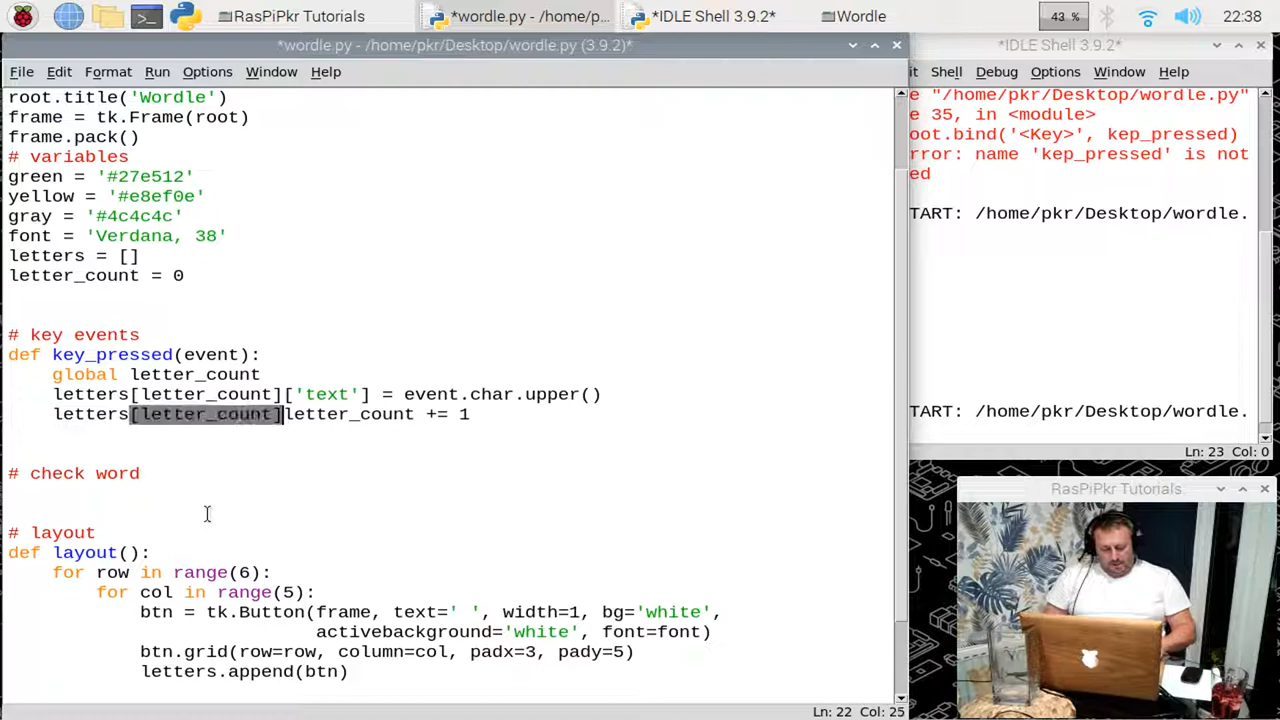 RasPiPkr Tutorials
*wordle.py - /home/p...
*IDLE Shell 3.9.2*
Wordle
43 %
22:38
*wordle.py - /home/pkr/Desktop/wordle.py (3.9.2)*
File Edit Format Run Options Window Help
root.title('Wordle')
frame = tk.Frame(root)
frame.pack()
# variables
green = '#27e512'
yellow = '#e8ef0e'
gray = '#4c4c4c'
font = 'Verdana, 38'
letters = []
letter_count = 0
# key events
def key_pressed(event):
global letter_count
letters[letter_count]['text'] = event.char.upper()
letters[letter_count]letter_count += 1
# check word
# layout
def layout():
for row in range(6):
for col in range(5):
btn = tk.Button(frame, text=' ', width=1, bg='white',
activebackground='white', font=font)
btn.grid(row=row, column=col, padx=3, pady=5)
letters.append(btn)
Ln: 22 Col: 25
*IDLE Shell 3.9.2*
it Shell Debug Options Window Help
e "/home/pkr/Desktop/wordle.py"
e 35, in <module>
oot.bind('<Key>', kep_pressed)
rror: name 'kep_pressed' is not
ed
TART: /home/pkr/Desktop/wordle.
TART: /home/pkr/Desktop/wordle.
Ln: 23 Col: 0
RasPiPkr Tutorials